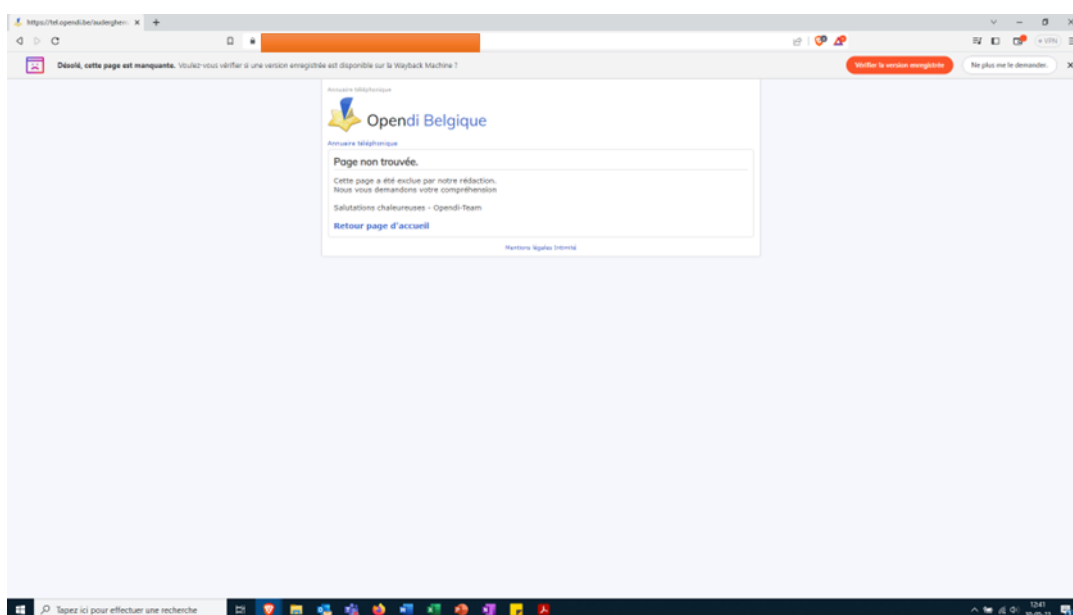 https://tel.opendi.be/auderghem
VPN
Désolé, cette page est manquante. Voulez-vous vérifier si une version enregistrée est disponible sur la Wayback Machine ?
Vérifier la version enregistrée
Ne plus me le demander.
Annuaire téléphonique
Opendi Belgique
Annuaire téléphonique
Page non trouvée.
Cette page a été exclue par notre rédaction.
Nous vous demandons votre compréhension
Salutations chaleureuses - Opendi-Team
Retour page d'accueil
Mentions légales Intimité
Tapez ici pour effectuer une recherche
12:41